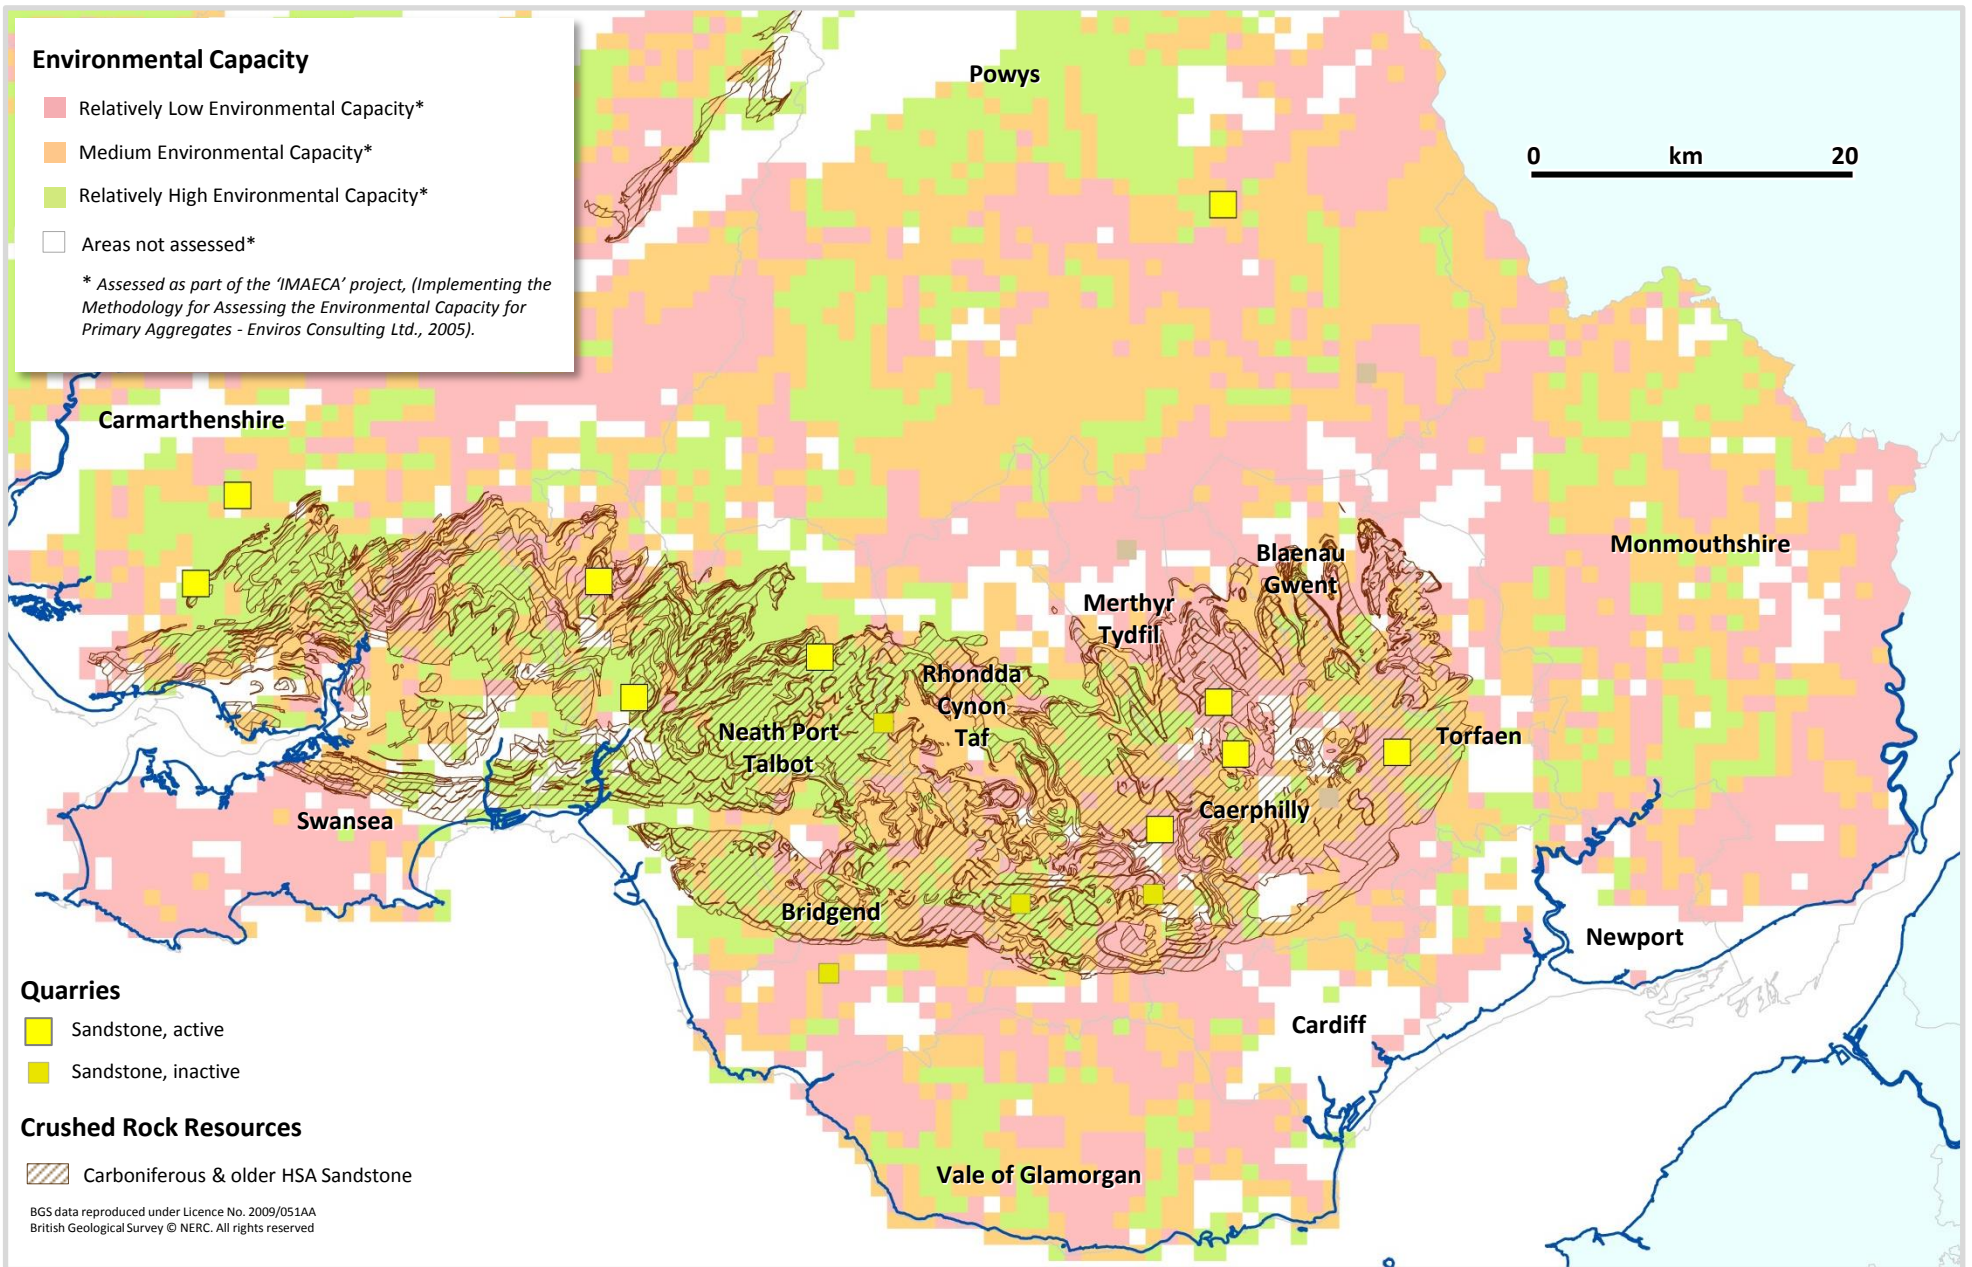 Environmental Capacity
Relatively Low Environmental Capacity*
Medium Environmental Capacity*
Relatively High Environmental Capacity*
Areas not assessed*
* Assessed as part of the ‘IMAECA’ project, (Implementing the
Methodology for Assessing the Environmental Capacity for
Primary Aggregates - Enviros Consulting Ltd., 2005).
Powys
0 km 20
Carmarthenshire
Monmouthshire
Blaenau
Gwent
Merthyr
Tydfil
Rhondda
Cynon
Taf
Neath Port
Talbot
Torfaen
Caerphilly
Swansea
Bridgend
Newport
Cardiff
Vale of Glamorgan
Quarries
Sandstone, active
Sandstone, inactive
Crushed Rock Resources
Carboniferous & older HSA Sandstone
BGS data reproduced under Licence No. 2009/051AA
British Geological Survey © NERC. All rights reserved